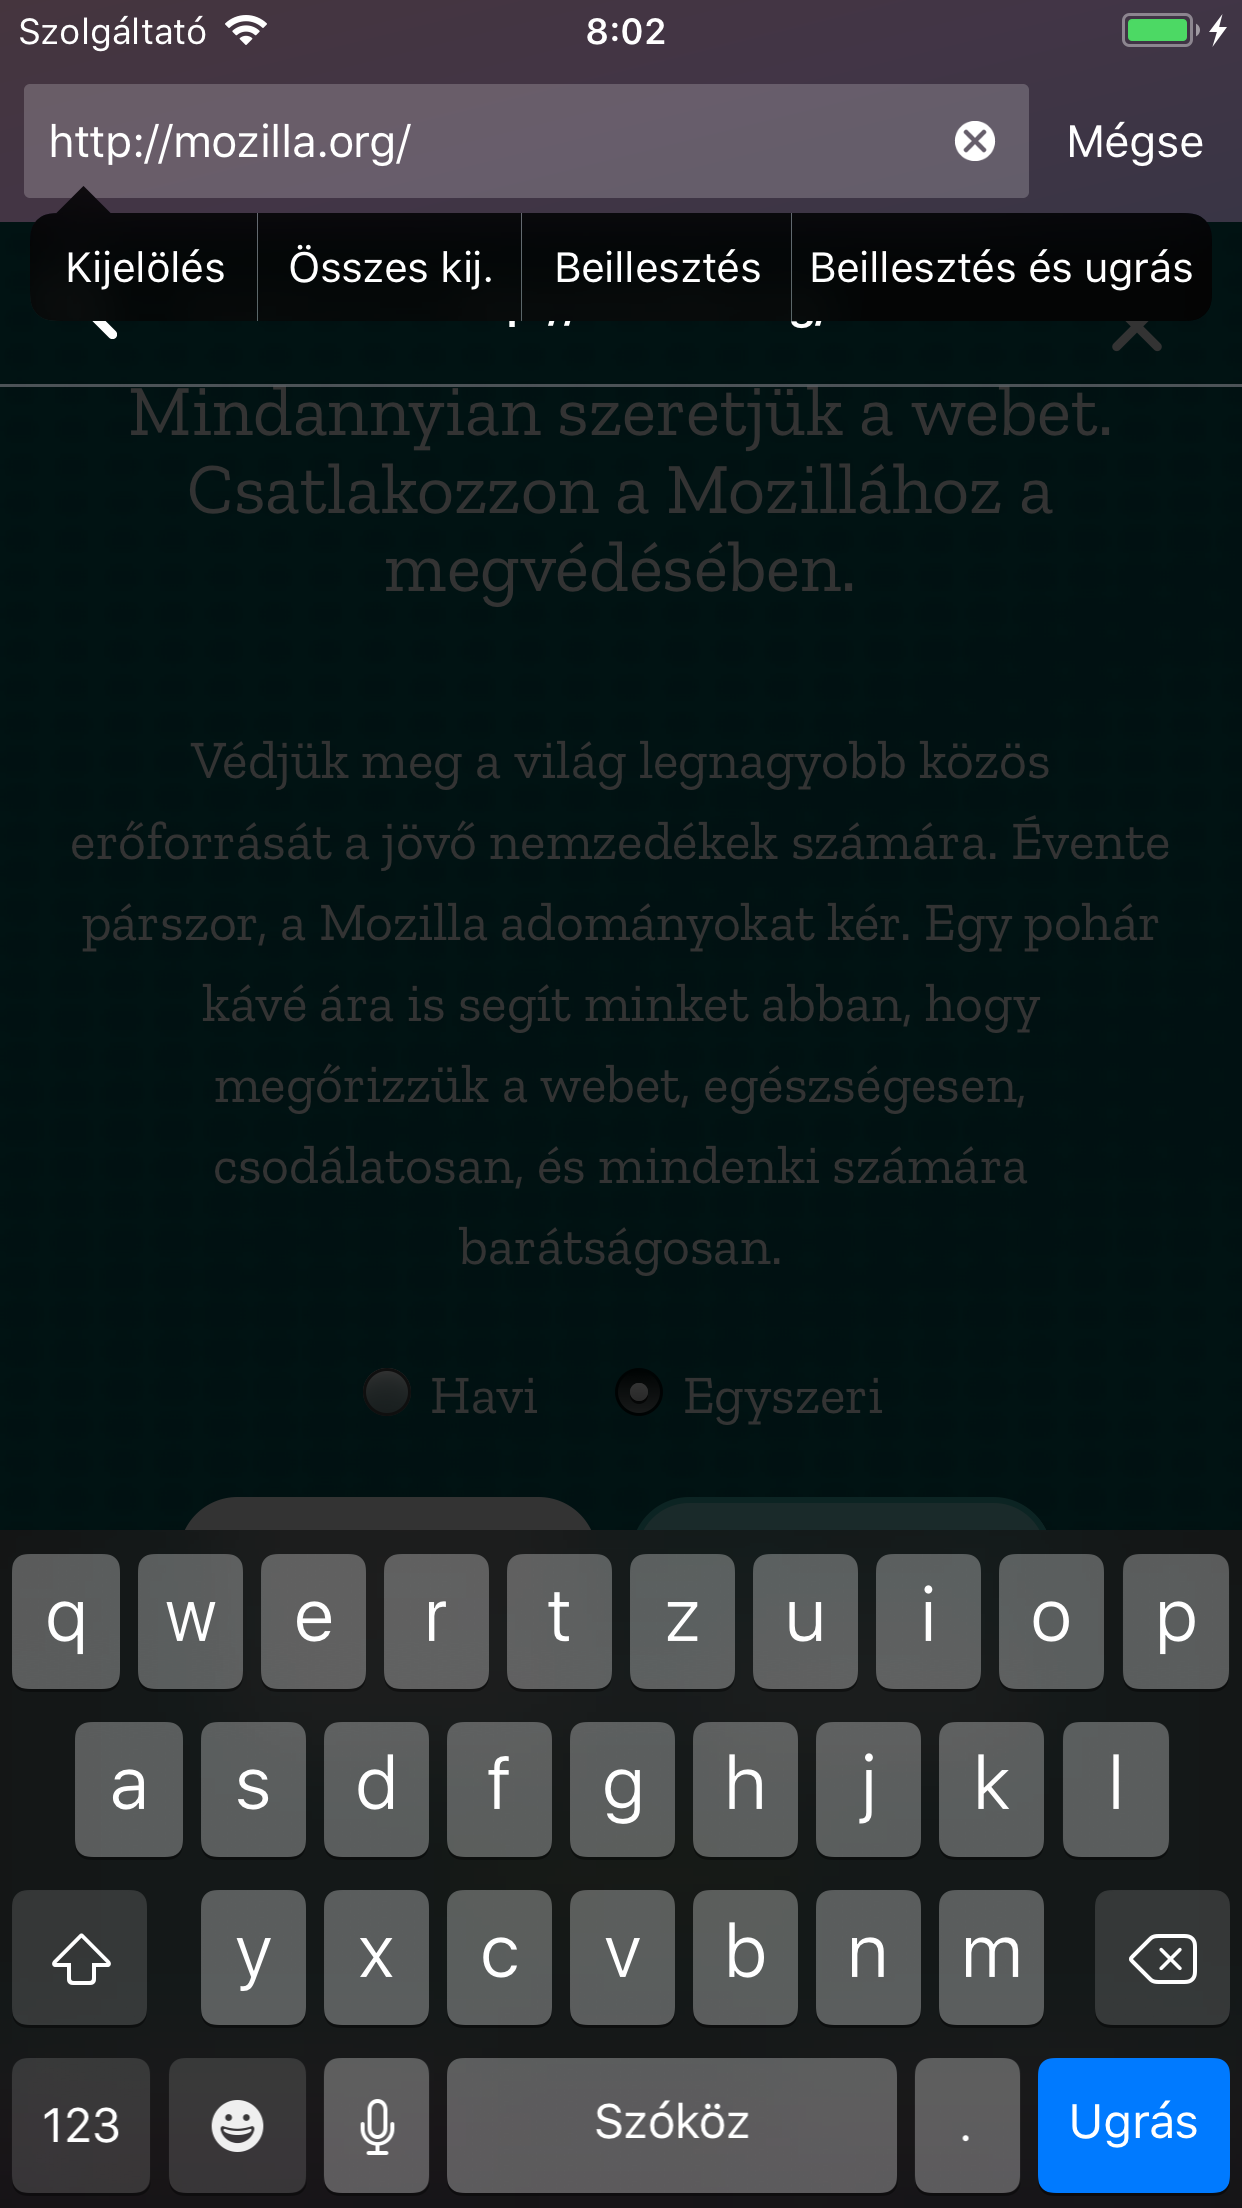 Szolgáltató 8:02
http://mozilla.org/ Mégse
Kijelölés Összes kij. Beillesztés Beillesztés és ugrás
Mindannyian szeretjük a webet.
Csatlakozzon a Mozillához a
megvédésében.
Védjük meg a világ legnagyobb közös
erőforrását a jövő nemzedékek számára. Évente
párszor, a Mozilla adományokat kér. Egy pohár
kávé ára is segít minket abban, hogy
megőrizzük a webet, egészségesen,
csodálatosan, és mindenki számára
barátságosan.
Havi Egyszeri
q w e r t z u i o p
a s d f g h j k l
y x c v b n m
123 Szóköz . Ugrás